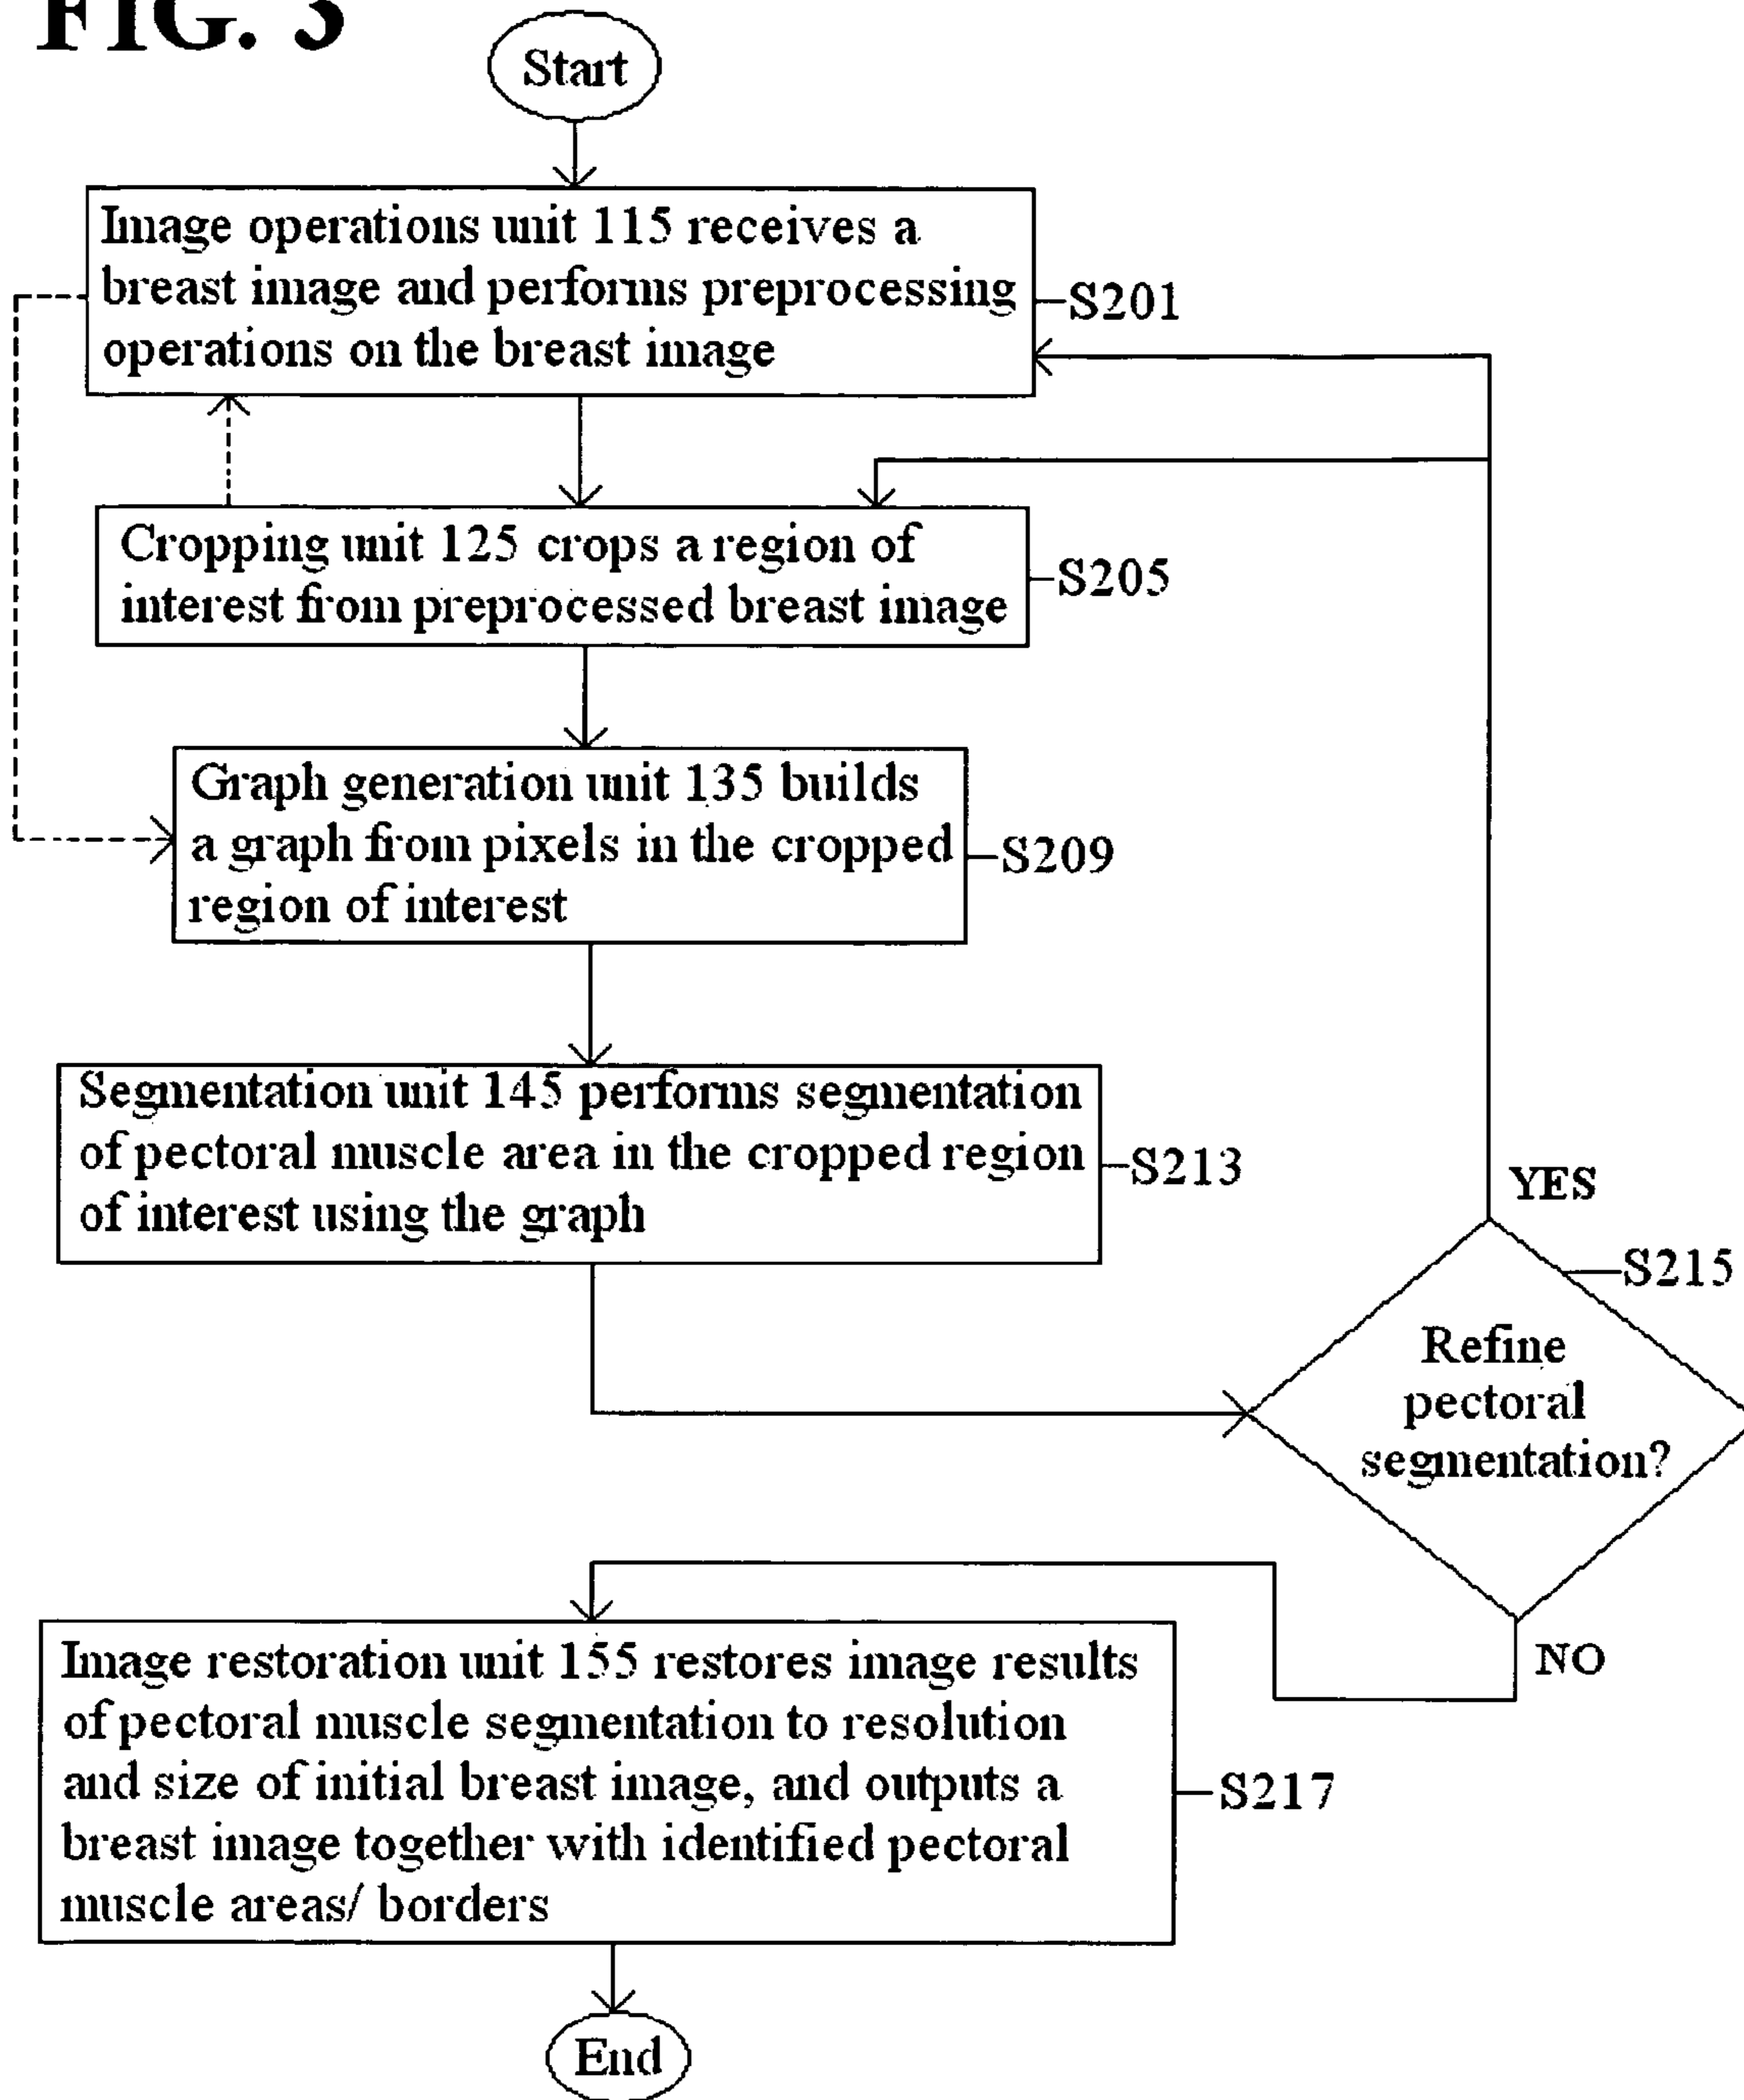 FIG. 3
Start
Image operations unit 115 receives a
breast image and performs preprocessing
operations on the breast image
S201
Cropping unit 125 crops a region of
interest from preprocessed breast image
S205
Graph generation unit 135 builds
a graph from pixels in the cropped
region of interest
S209
Segmentation unit 145 performs segmentation
of pectoral muscle area in the cropped region
of interest using the graph
S213
YES
S215
Refine
pectoral
segmentation?
NO
Image restoration unit 155 restores image results
of pectoral muscle segmentation to resolution
and size of initial breast image, and outputs a
breast image together with identified pectoral
muscle areas/ borders
S217
End